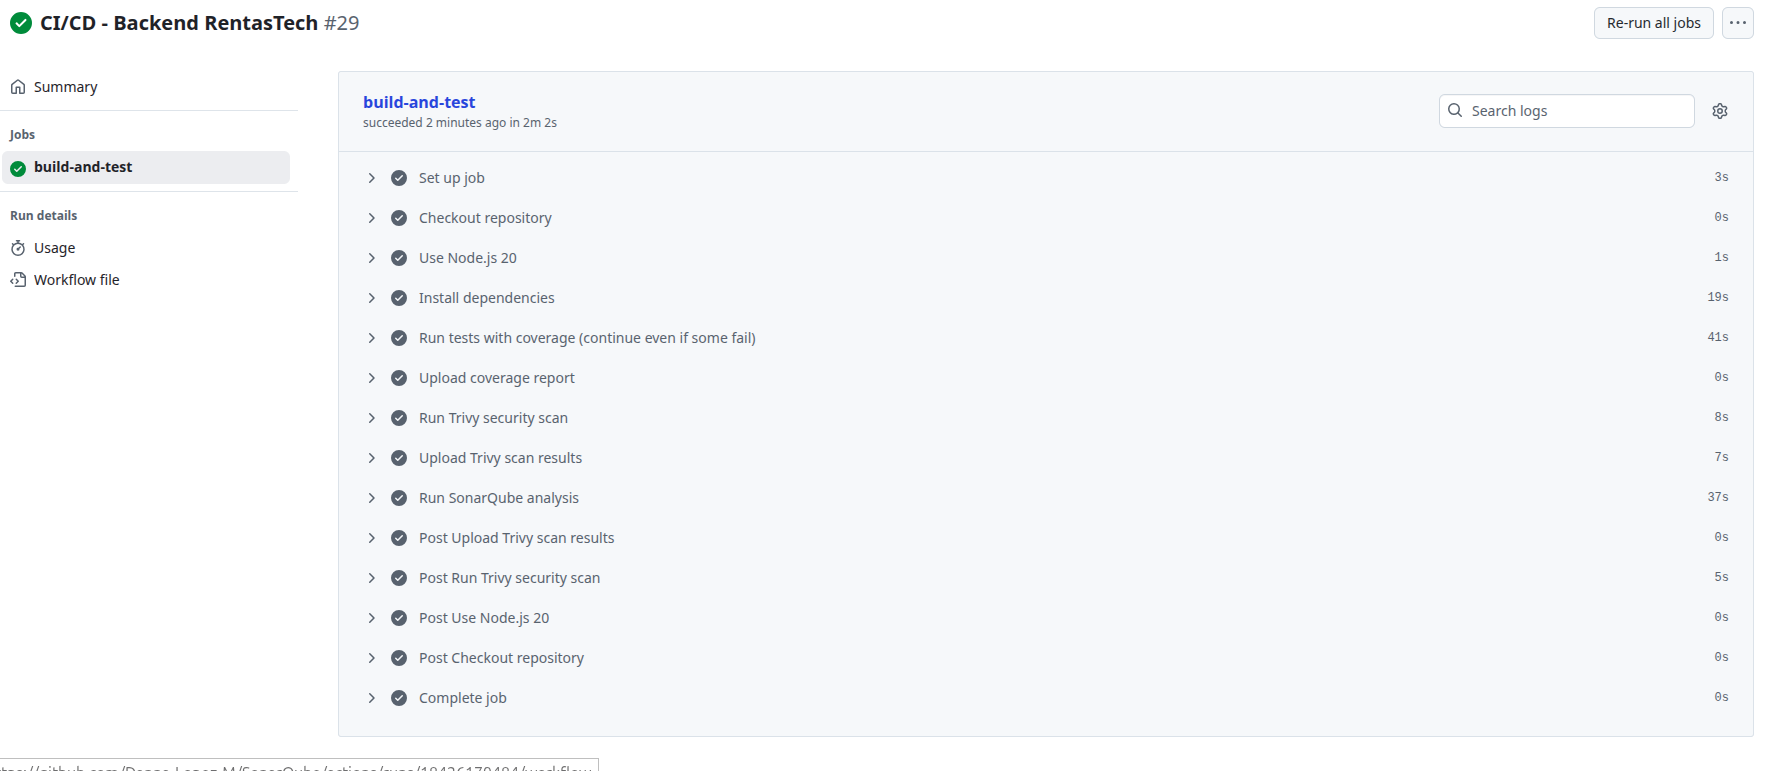 CI/CD - Backend RentasTech #29
Re-run all jobs
Summary
Jobs
build-and-test
Run details
Usage
Workflow file
build-and-test
succeeded 2 minutes ago in 2m 2s
Search logs
Set up job 3s
Checkout repository 0s
Use Node.js 20 1s
Install dependencies 19s
Run tests with coverage (continue even if some fail) 41s
Upload coverage report 0s
Run Trivy security scan 8s
Upload Trivy scan results 7s
Run SonarQube analysis 37s
Post Upload Trivy scan results 0s
Post Run Trivy security scan 5s
Post Use Node.js 20 0s
Post Checkout repository 0s
Complete job 0s